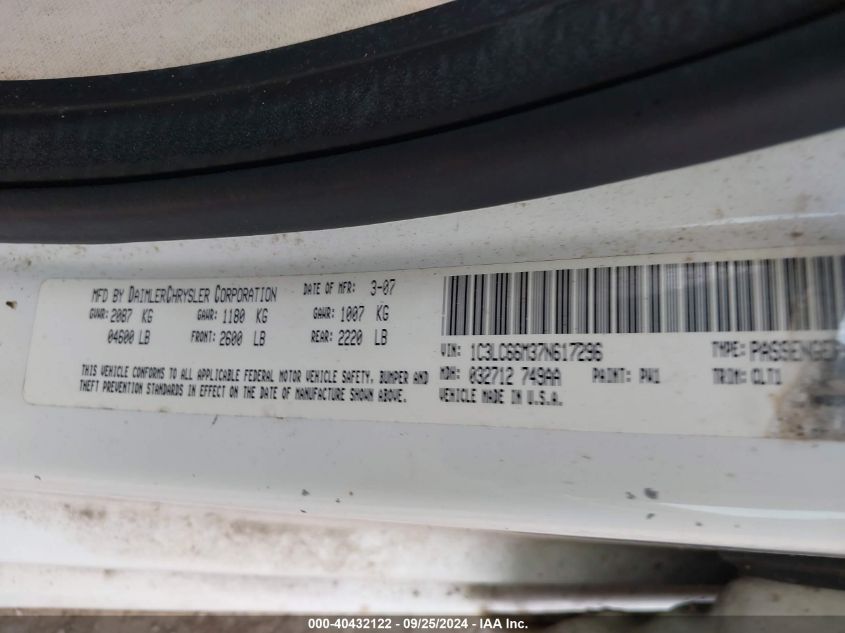 MFD BY DAIMLERCHRYSLER CORPORATION DATE OF MFR: 3-07
GVWR: 2087 KG GAWR: 1180 KG GAWR: 1007 KG
04600 LB FRONT: 2600 LB REAR: 2220 LB
THIS VEHICLE CONFORMS TO ALL APPLICABLE FEDERAL MOTOR VEHICLE SAFETY, BUMPER AND
THEFT PREVENTION STANDARDS IN EFFECT ON THE DATE OF MANUFACTURE SHOWN ABOVE.
VIN: 1C3LC66M37N617296 TYPE: PASSENGER
MDH: 032712 749AA PAINT: PW1 TRIM: CLT1
VEHICLE MADE IN U.S.A.
000-40432122 - 09/25/2024 - IAA Inc.